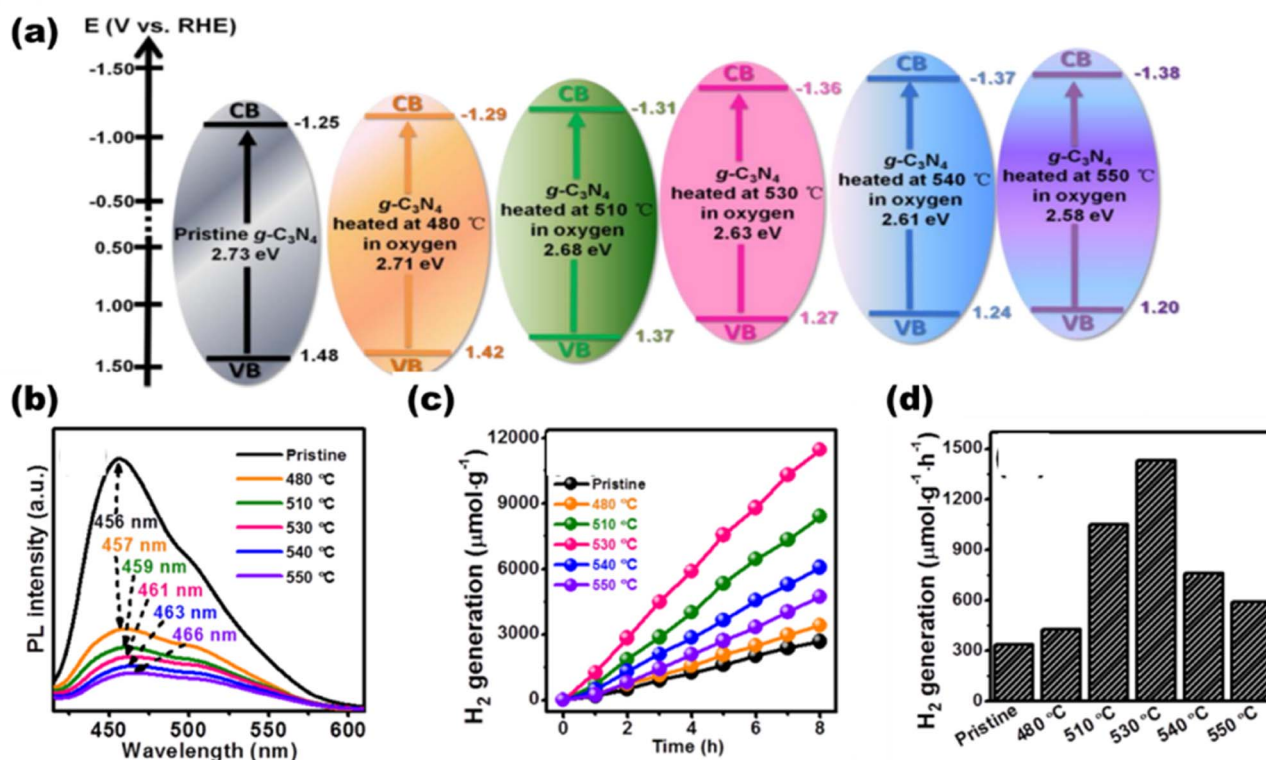 (a)
E (V vs. RHE)
-1.50
-1.00
-0.50
0.50
1.00
1.50
CB
-1.25
Pristine g-C₃N₄
2.73 eV
1.48
VB
CB
-1.29
g-C₃N₄
heated at 480 ℃
in oxygen
2.71 eV
1.42
VB
CB
-1.31
g-C₃N₄
heated at 510 ℃
in oxygen
2.68 eV
1.37
VB
CB
-1.36
g-C₃N₄
heated at 530 ℃
in oxygen
2.63 eV
1.27
VB
CB
-1.37
g-C₃N₄
heated at 540 ℃
in oxygen
2.61 eV
1.24
VB
CB
-1.38
g-C₃N₄
heated at 550 ℃
in oxygen
2.58 eV
1.20
VB
(b)
PL intensity (a.u.)
Pristine
480 °C
510 °C
530 °C
540 °C
550 °C
456 nm
457 nm
459 nm
461 nm
463 nm
466 nm
450 500 550 600
Wavelength (nm)
(c)
H₂ generation (μmol·g⁻¹)
12000
9000
6000
3000
0
Pristine
480 °C
510 °C
530 °C
540 °C
550 °C
0 2 4 6 8
Time (h)
(d)
H₂ generation (μmol·g⁻¹·h⁻¹)
1500
1200
900
600
300
0
Pristine 480 °C 510 °C 530 °C 540 °C 550 °C